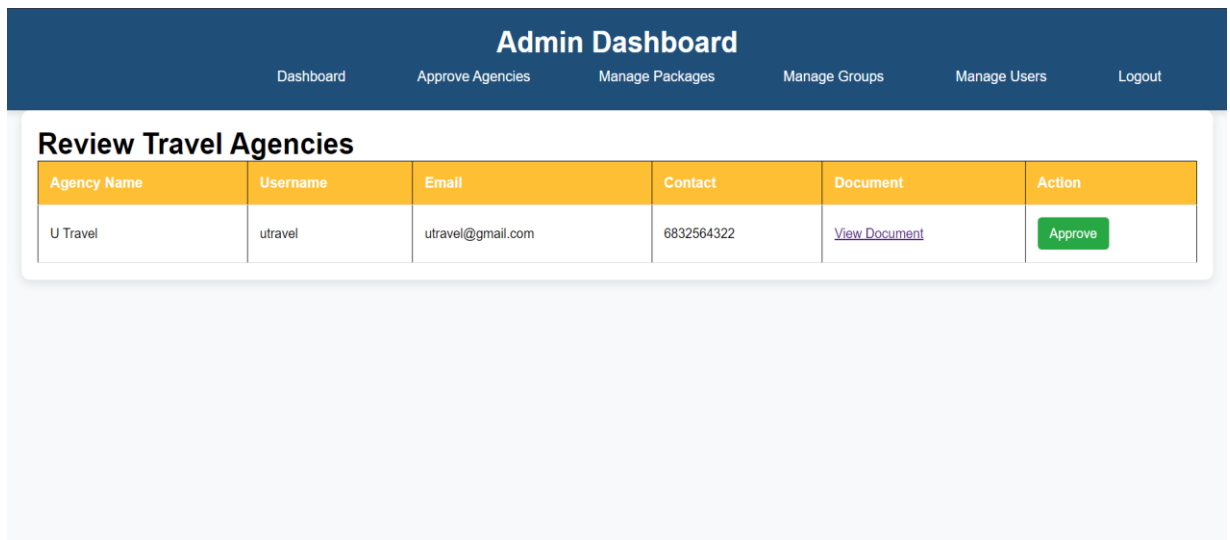 Admin Dashboard
Dashboard Approve Agencies Manage Packages Manage Groups Manage Users Logout
Review Travel Agencies
Agency Name Username Email Contact Document Action
U Travel utravel utravel@gmail.com 6832564322 View Document Approve